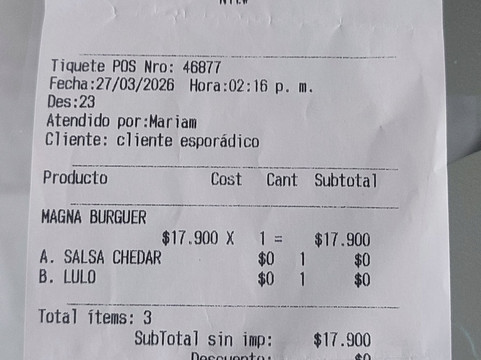 Tiquete POS Nro: 46877
Fecha:27/03/2026 Hora:02:16 p. m.
Des:23
Atendido por:Mariam
Cliente: cliente esporádico
Producto Cost Cant Subtotal
MAGNA BURGUER
$17.900 X 1 = $17.900
A. SALSA CHEDAR $0 1 $0
B. LULO $0 1 $0
Total ítems: 3
SubTotal sin imp: $17.900
Descuento: $0